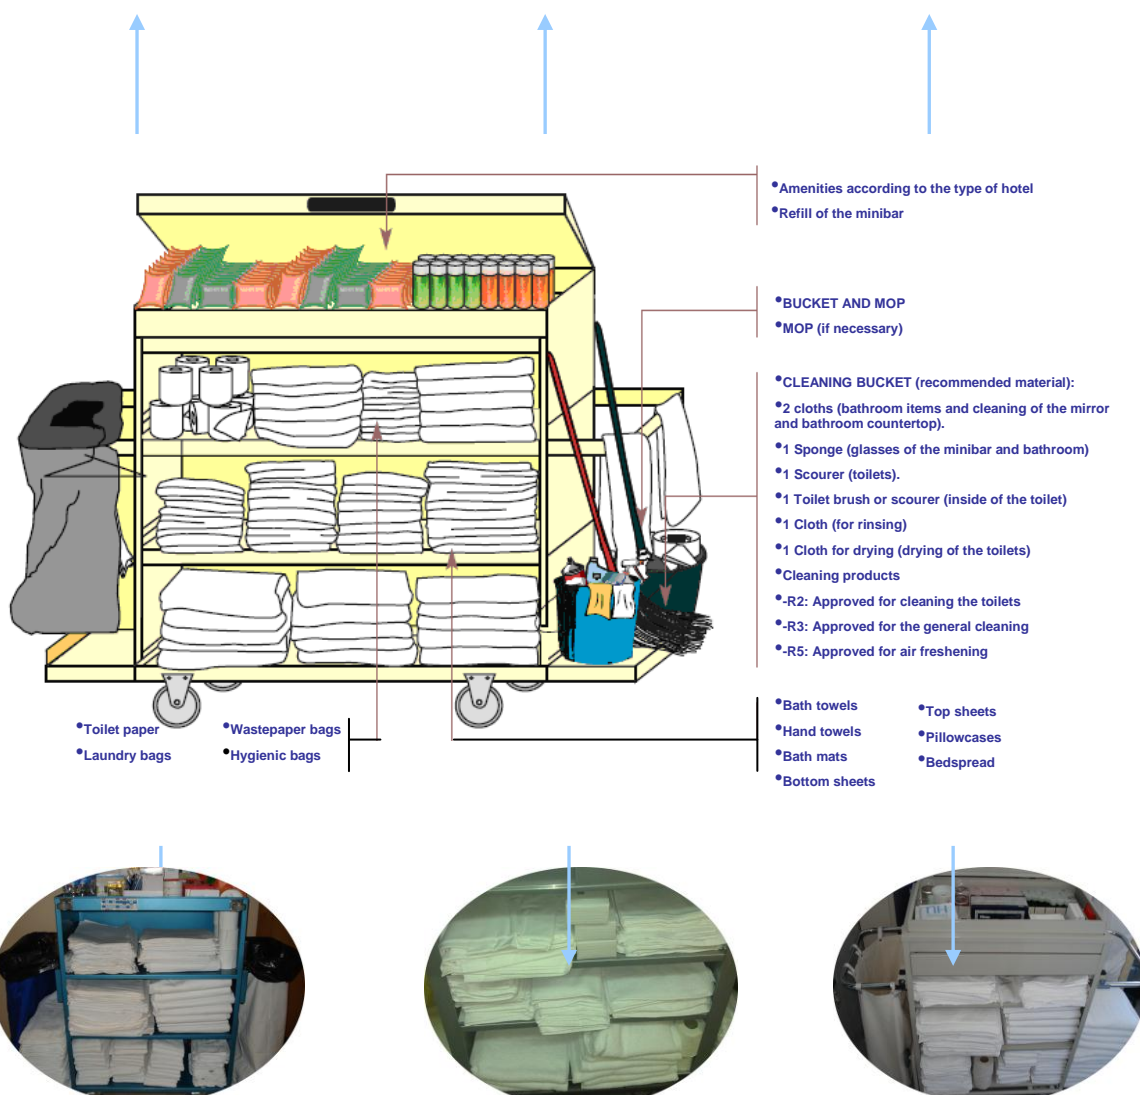 •Amenities according to the type of hotel
•Refill of the minibar
•BUCKET AND MOP
•MOP (if necessary)
•CLEANING BUCKET (recommended material):
•2 cloths (bathroom items and cleaning of the mirror
and bathroom countertop).
•1 Sponge (glasses of the minibar and bathroom)
•1 Scourer (toilets).
•1 Toilet brush or scourer (inside of the toilet)
•1 Cloth (for rinsing)
•1 Cloth for drying (drying of the toilets)
•Cleaning products
•-R2: Approved for cleaning the toilets
•-R3: Approved for the general cleaning
•-R5: Approved for air freshening
•Toilet paper
•Laundry bags
•Wastepaper bags
•Hygienic bags
•Bath towels
•Hand towels
•Bath mats
•Bottom sheets
•Top sheets
•Pillowcases
•Bedspread